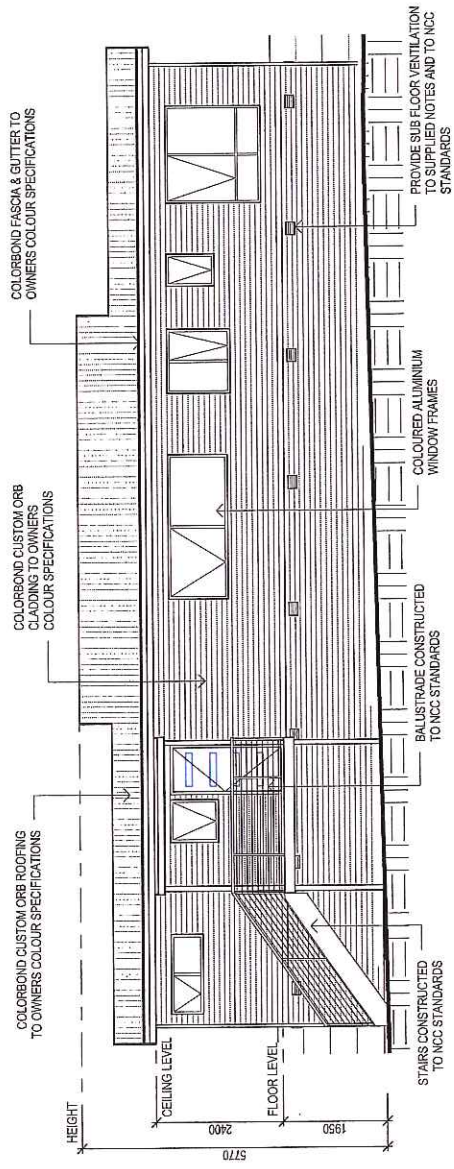 COLORBOND CUSTOM ORB ROOFING
TO OWNERS COLOUR SPECIFICATIONS
COLORBOND CUSTOM ORB
CLADDING TO OWNERS
COLOUR SPECIFICATIONS
COLORBOND FASCIA & GUTTER TO
OWNERS COLOUR SPECIFICATIONS
HEIGHT
CEILING LEVEL
FLOOR LEVEL
5770
2400
1950
STAIRS CONSTRUCTED
TO NCC STANDARDS
BALUSTRADE CONSTRUCTED
TO NCC STANDARDS
COLOURED ALUMINIUM
WINDOW FRAMES
PROVIDE SUB FLOOR VENTILATION
TO SUPPLIED NOTES AND TO NCC
STANDARDS